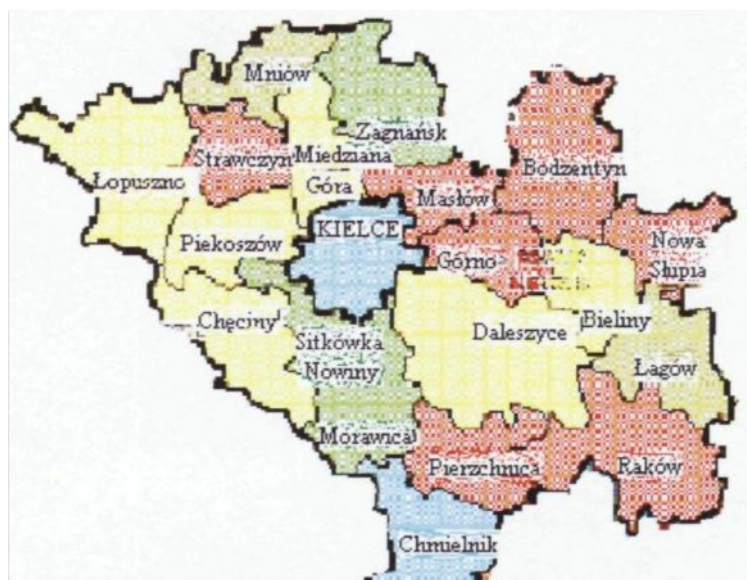 Mniów
Zagnańsk
Strawczyn
Miedziana
Góra
Łopuszno
Bodzentyn
Masłów
KIELCE
Piekoszów
Górno
Nowa
Słupia
Chęciny
Sitkówka
Nowiny
Daleszyce
Bieliny
Łagów
Morawica
Pierzchnica
Raków
Chmielnik